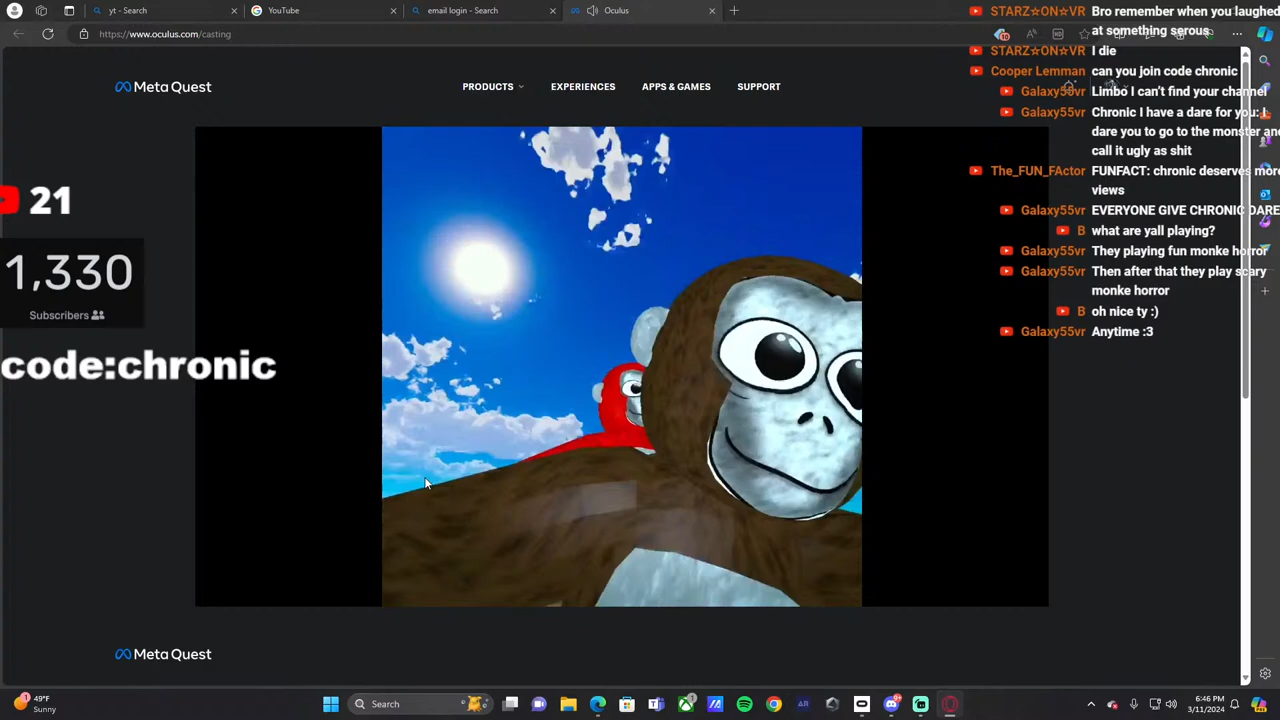 yt - Search
YouTube
email login - Search
Oculus
https://www.oculus.com/casting
Meta Quest
PRODUCTS
EXPERIENCES
APPS & GAMES
SUPPORT
STARZ☆ON☆VR Bro remember when you laughed
at something serous
STARZ☆ON☆VR I die
Cooper Lemman can you join code chronic
Galaxy55vr Limbo I can't find your channel
Galaxy55vr Chronic I have a dare for you: I
dare you to go to the monster and
call it ugly as shit
The_FUN_FActor FUNFACT: chronic deserves more
views
Galaxy55vr EVERYONE GIVE CHRONIC DARE
B what are yall playing?
Galaxy55vr They playing fun monke horror
Galaxy55vr Then after that they play scary
monke horror
B oh nice ty :)
Galaxy55vr Anytime :3
21
1,330
Subscribers
code:chronic
Meta Quest
49°F
Sunny
Search
6:46 PM
3/11/2024